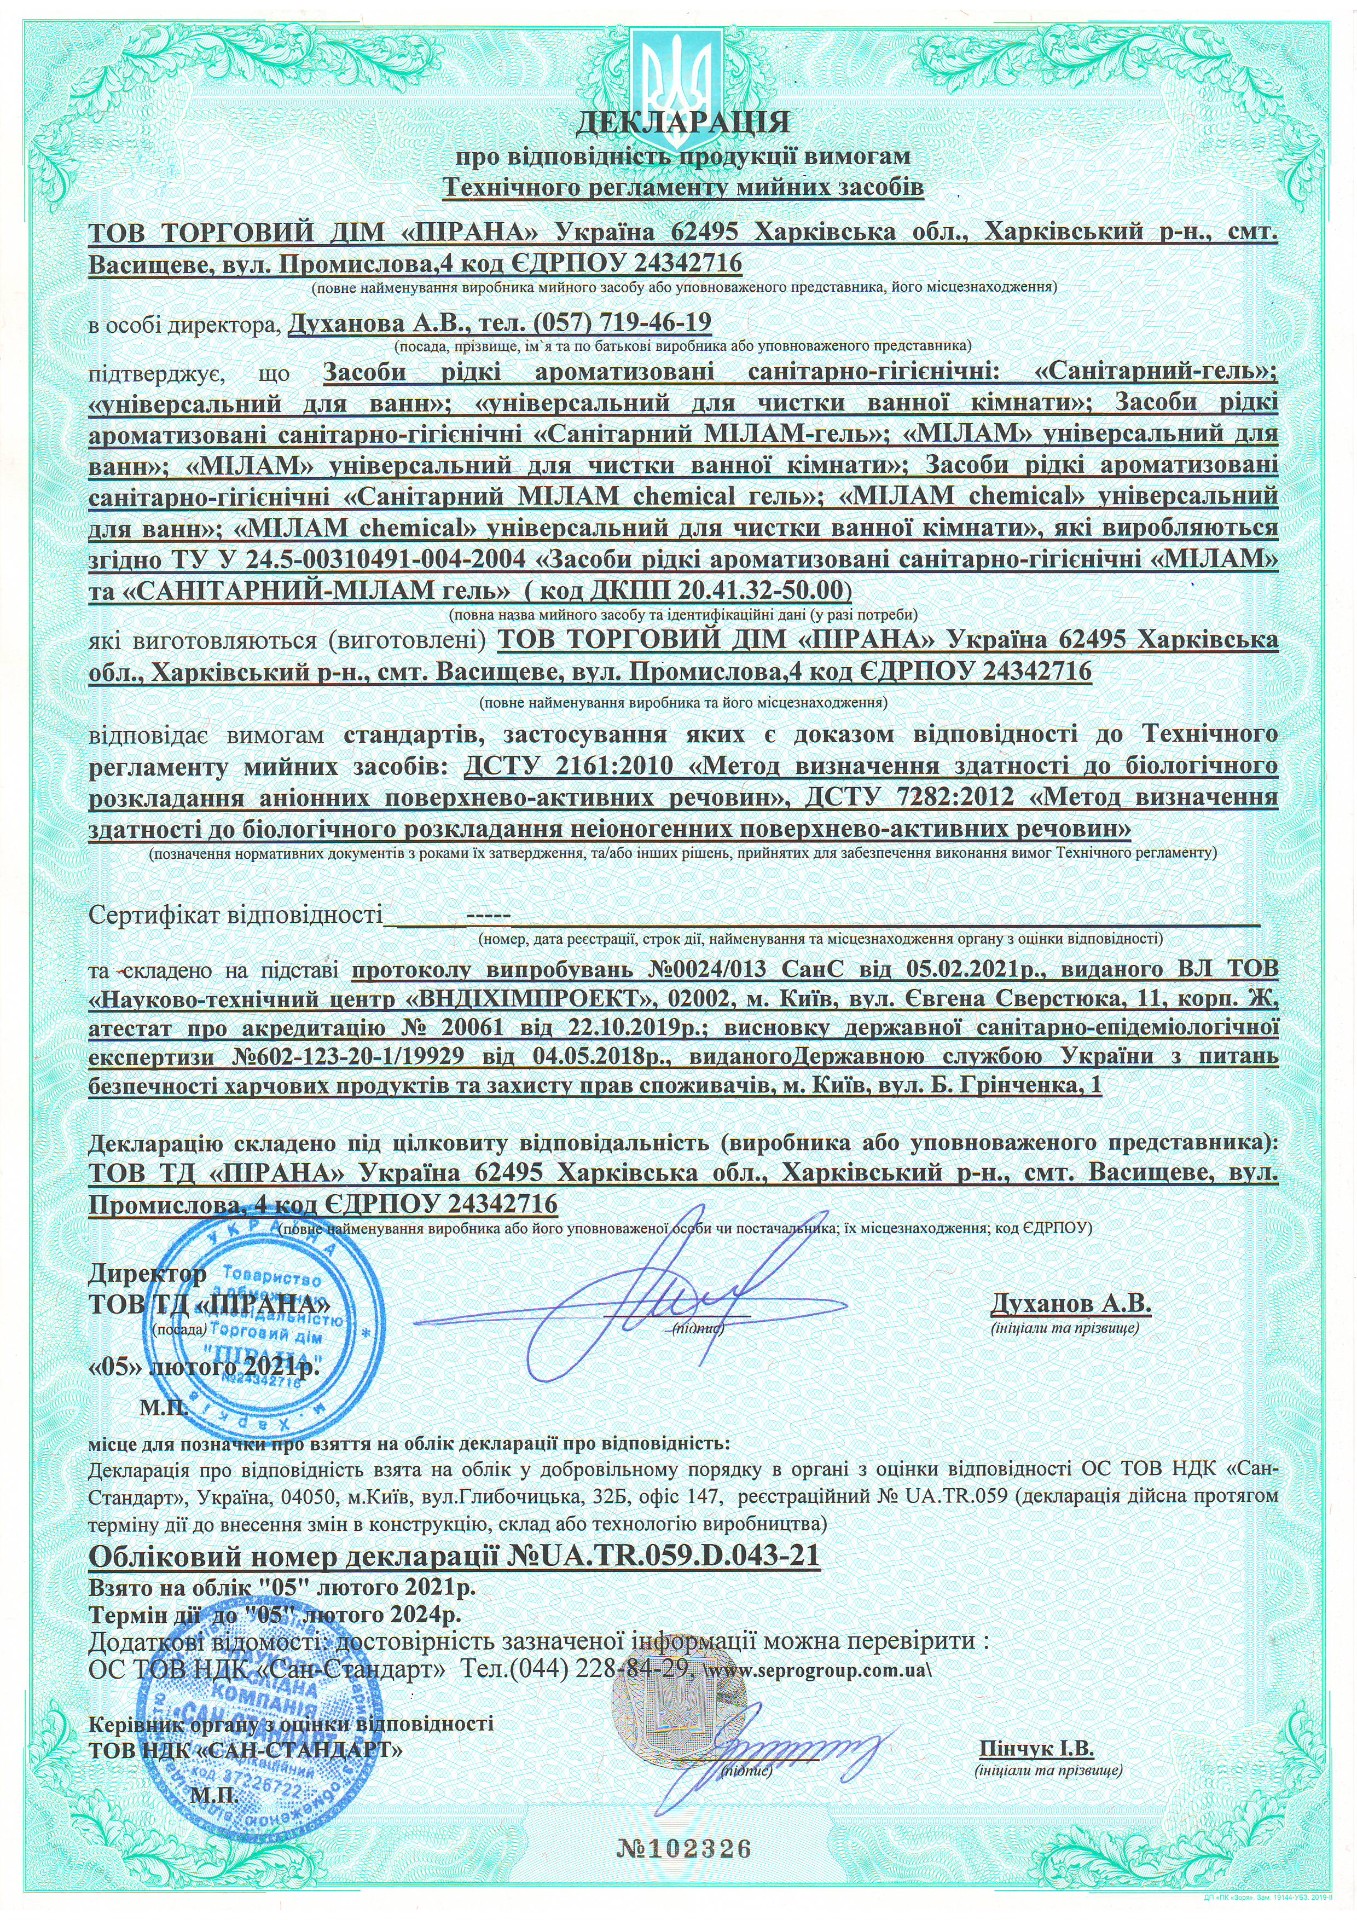 ДЕКЛАРАЦІЯ
про відповідність продукції вимогам
Технічного регламенту мийних засобів
ТОВ ТОРГОВИЙ ДІМ «ПІРАНА» Україна 62495 Харківська обл., Харківський р-н., смт.
Васищеве, вул. Промислова,4 код ЄДРПОУ 24342716
(повне найменування виробника мийного засобу або уповноваженого представника, його місцезнаходження)
в особі директора, Духанова А.В., тел. (057) 719-46-19
(посада, прізвище, ім`я та по батькові виробника або уповноваженого представника)
підтверджує, що Засоби рідкі ароматизовані санітарно-гігієнічні: «Санітарний-гель»;
«універсальний для ванн»; «універсальний для чистки ванної кімнати»; Засоби рідкі
ароматизовані санітарно-гігієнічні «Санітарний МІЛАМ-гель»; «МІЛАМ» універсальний для
ванн»; «МІЛАМ» універсальний для чистки ванної кімнати»; Засоби рідкі ароматизовані
санітарно-гігієнічні «Санітарний МІЛАМ chemical гель»; «МІЛАМ chemical» універсальний
для ванн»; «МІЛАМ chemical» універсальний для чистки ванної кімнати», які виробляються
згідно ТУ У 24.5-00310491-004-2004 «Засоби рідкі ароматизовані санітарно-гігієнічні «МІЛАМ»
та «САНІТАРНИЙ-МІЛАМ гель» ( код ДКПП 20.41.32-50.00)
(повна назва мийного засобу та ідентифікаційні дані (у разі потреби)
які виготовляються (виготовлені) ТОВ ТОРГОВИЙ ДІМ «ПІРАНА» Україна 62495 Харківська
обл., Харківський р-н., смт. Васищеве, вул. Промислова,4 код ЄДРПОУ 24342716
(повне найменування виробника та його місцезнаходження)
відповідає вимогам стандартів, застосування яких є доказом відповідності до Технічного
регламенту мийних засобів: ДСТУ 2161:2010 «Метод визначення здатності до біологічного
розкладання аніонних поверхнево-активних речовин», ДСТУ 7282:2012 «Метод визначення
здатності до біологічного розкладання неіоногенних поверхнево-активних речовин»
(позначення нормативних документів з роками їх затвердження, та/або інших рішень, прийнятих для забезпечення виконання вимог Технічного регламенту)
Сертифікат відповідності -----
(номер, дата реєстрації, строк дії, найменування та місцезнаходження органу з оцінки відповідності)
та складено на підставі протоколу випробувань №0024/013 СанС від 05.02.2021р., виданого ВЛ ТОВ
«Науково-технічний центр «ВНДІХІМПРОЕКТ», 02002, м. Київ, вул. Євгена Сверстюка, 11, корп. Ж,
атестат про акредитацію № 20061 від 22.10.2019р.; висновку державної санітарно-епідеміологічної
експертизи №602-123-20-1/19929 від 04.05.2018р., виданогоДержавною службою України з питань
безпечності харчових продуктів та захисту прав споживачів, м. Київ, вул. Б. Грінченка, 1
Декларацію складено під цілковиту відповідальність (виробника або уповноваженого представника):
ТОВ ТД «ПІРАНА» Україна 62495 Харківська обл., Харківський р-н., смт. Васищеве, вул.
Промислова, 4 код ЄДРПОУ 24342716
(повне найменування виробника або його уповноваженої особи чи постачальника; їх місцезнаходження; код ЄДРПОУ)
УКРАЇНА
Товариство
з обмеженою
відповідальністю
Торговий дім
"ПІРАНА"
№24342716
м. Харків
Директор
ТОВ ТД «ПІРАНА»
Духанов А.В.
(посада)
(підпис)
(ініціали та прізвище)
«05» лютого 2021р.
М.П.
місце для позначки про взяття на облік декларації про відповідність:
Декларація про відповідність взята на облік у добровільному порядку в органі з оцінки відповідності ОС ТОВ НДК «Сан-
Стандарт», Україна, 04050, м.Київ, вул.Глибочицька, 32Б, офіс 147, реєстраційний № UA.TR.059 (декларація дійсна протягом
терміну дії до внесення змін в конструкцію, склад або технологію виробництва)
Обліковий номер декларації №UA.TR.059.D.043-21
Взято на облік "05" лютого 2021р.
Термін дії до "05" лютого 2024р.
Додаткові відомості: достовірність зазначеної інформації можна перевірити :
ОС ТОВ НДК «Сан-Стандарт» Тел.(044) 228-84-29, \www.seprogroup.com.ua\
КОМПАНІЯ
«САН-СТАНДАРТ»
код 37226722
Керівник органу з оцінки відповідності
ТОВ НДК «САН-СТАНДАРТ»
Пінчук І.В.
(підпис)
(ініціали та прізвище)
М.П.
№102326